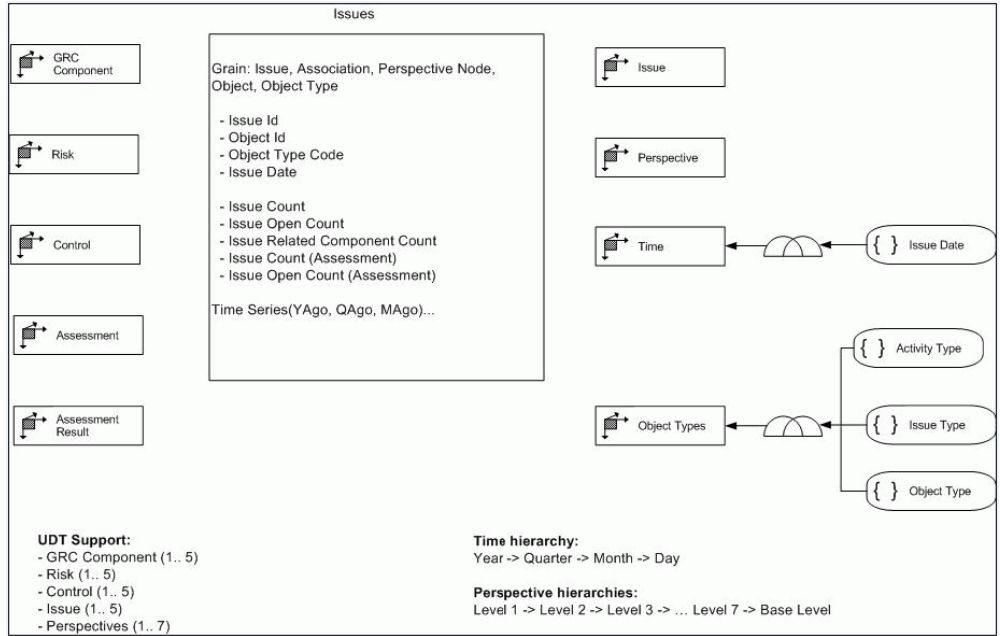 Issues
GRC
Component
Risk
Control
Assessment
Assessment
Result
Grain: Issue, Association, Perspective Node,
Object, Object Type
- Issue Id
- Object Id
- Object Type Code
- Issue Date
- Issue Count
- Issue Open Count
- Issue Related Component Count
- Issue Count (Assessment)
- Issue Open Count (Assessment)
Time Series(YAgo, QAgo, MAgo)...
Issue
Perspective
Time
{ } Issue Date
Object Types
{ } Activity Type
{ } Issue Type
{ } Object Type
UDT Support:
- GRC Component (1.. 5)
- Risk (1.. 5)
- Control (1.. 5)
- Issue (1.. 5)
- Perspectives (1.. 7)
Time hierarchy:
Year -> Quarter -> Month -> Day
Perspective hierarchies:
Level 1 -> Level 2 -> Level 3 -> … Level 7 -> Base Level